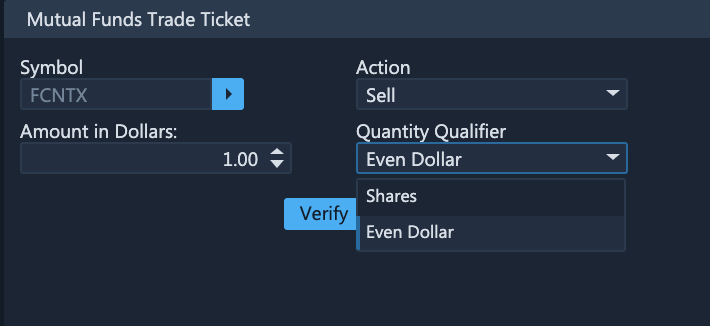 Mutual Funds Trade Ticket
Symbol
FCNTX
Action
Sell
Amount in Dollars:
1.00
Quantity Qualifier
Even Dollar
Shares
Even Dollar
Verify